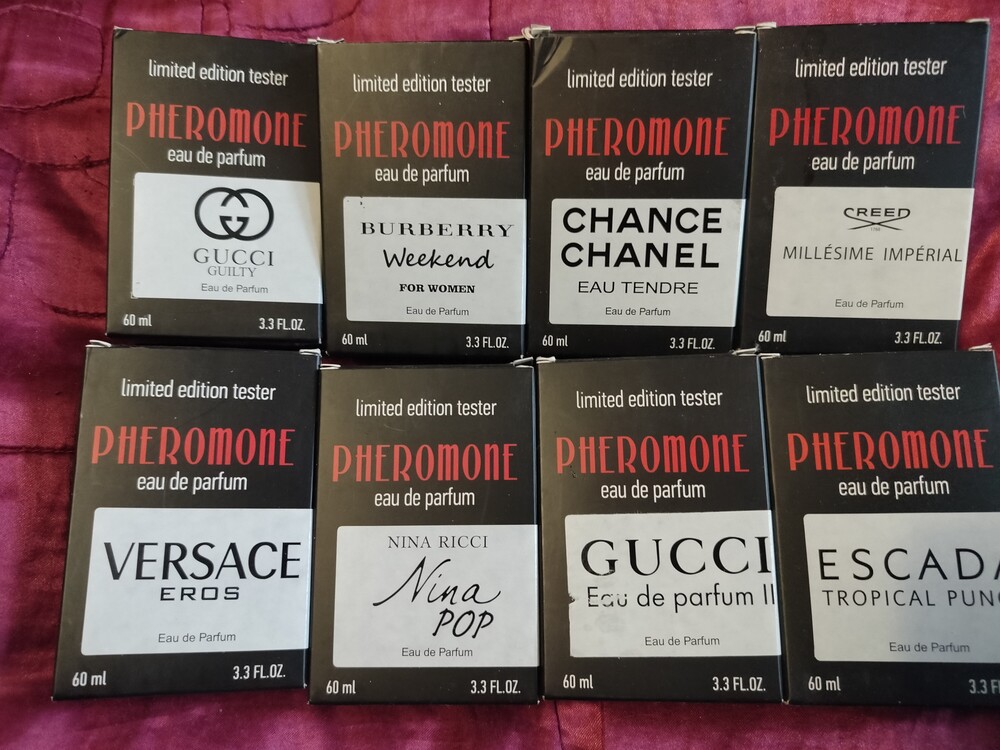 limited edition tester
PHEROMONE
eau de parfum
GUCCI
GUILTY
Eau de Parfum
60 ml 3.3 FL.OZ.
limited edition tester
PHEROMONE
eau de parfum
BURBERRY
Weekend
FOR WOMEN
Eau de Parfum
60 ml 3.3 FL.OZ.
limited edition tester
PHEROMONE
eau de parfum
CHANCE
CHANEL
EAU TENDRE
Eau de Parfum
60 ml 3.3 FL.OZ.
limited edition tester
PHEROMONE
eau de parfum
CREED
1760
MILLÉSIME IMPÉRIAL
Eau de Parfum
60 ml 3.3 FL.OZ.
limited edition tester
PHEROMONE
eau de parfum
VERSACE
EROS
Eau de Parfum
60 ml 3.3 FL.OZ.
limited edition tester
PHEROMONE
eau de parfum
NINA RICCI
Nina
POP
Eau de Parfum
60 ml 3.3 FL.OZ.
limited edition tester
PHEROMONE
eau de parfum
GUCCI
Eau de parfum II
Eau de Parfum
60 ml 3.3 FL.OZ.
limited edition tester
PHEROMONE
eau de parfum
ESCADA
TROPICAL PUNC
Eau de Parfum
60 ml 3.3 F